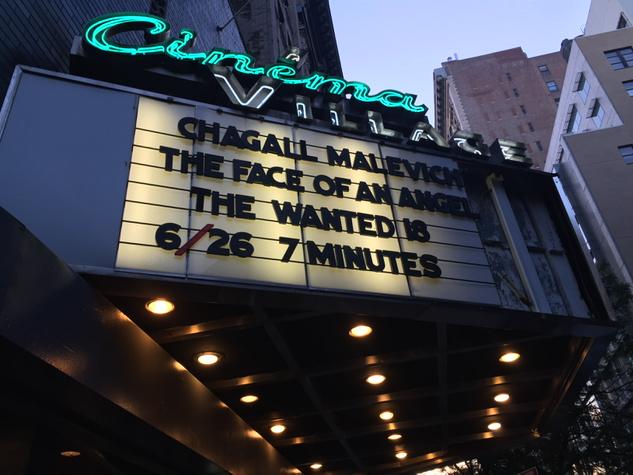 Cinéma
VILLAGE
CHAGALL MALEVICH
THE FACE OF AN ANGEL
THE WANTED 18
6/26 7 MINUTES